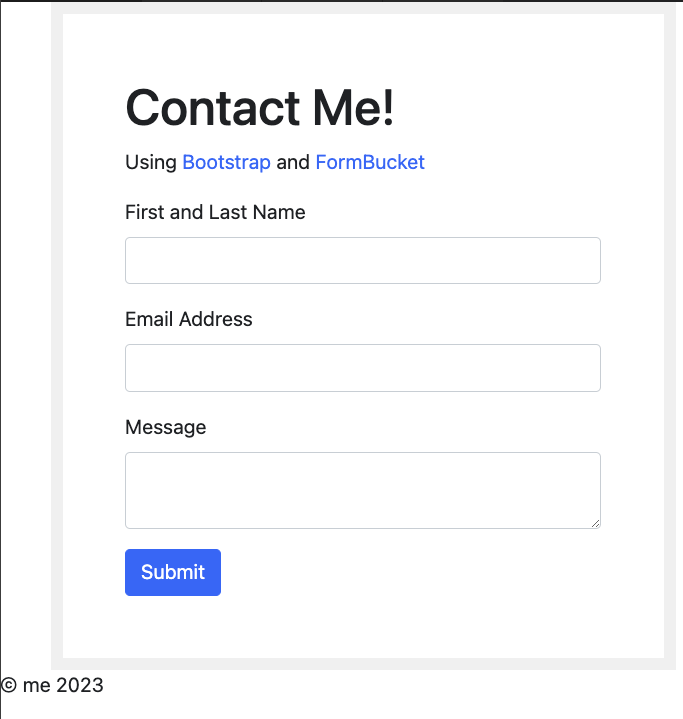 Contact Me!
Using Bootstrap and FormBucket
First and Last Name
Email Address
Message
Submit
© me 2023